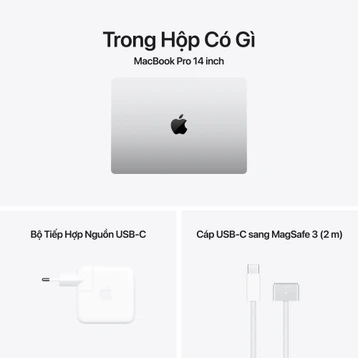 Trong Hộp Có Gì
MacBook Pro 14 inch
Bộ Tiếp Hợp Nguồn USB-C
Cáp USB-C sang MagSafe 3 (2 m)